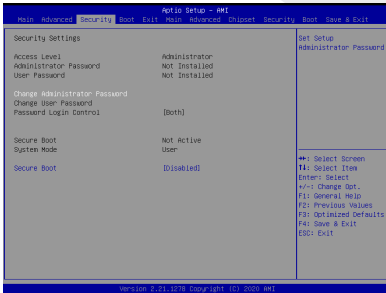 Aptio Setup - AMI
Main Advanced Security Boot Exit Main Advanced Chipset Security Boot Save & Exit
Security Settings
Access Level Administrator
Administrator Password Not Installed
User Password Not Installed
Change Administrator Password
Change User Password
Password Login Control [Both]
Secure Boot Not Active
System Mode User
Secure Boot [Disabled]
Set Setup
Administrator Password
→←: Select Screen
↑↓: Select Item
Enter: Select
+/-: Change Opt.
F1: General Help
F2: Previous Values
F3: Optimized Defaults
F4: Save & Exit
ESC: Exit
Version 2.21.1278 Copyright (C) 2026 AMI